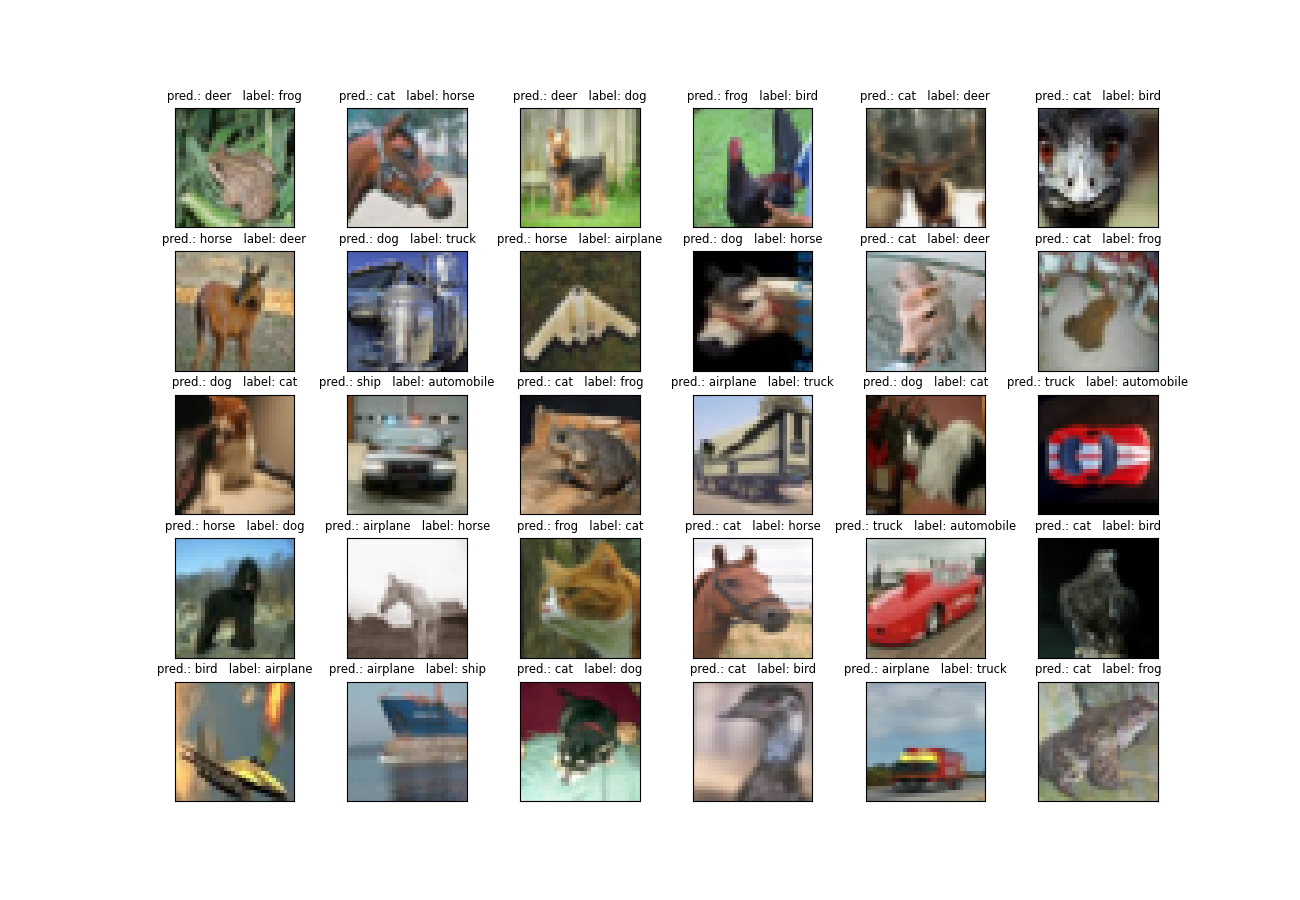 pred.: deer   label: frog
pred.: cat   label: horse
pred.: deer   label: dog
pred.: frog   label: bird
pred.: cat   label: deer
pred.: cat   label: bird
pred.: horse   label: deer
pred.: dog   label: truck
pred.: horse   label: airplane
pred.: dog   label: horse
pred.: cat   label: deer
pred.: cat   label: frog
pred.: dog   label: cat
pred.: ship   label: automobile
pred.: cat   label: frog
pred.: airplane   label: truck
pred.: dog   label: cat
pred.: truck   label: automobile
pred.: horse   label: dog
pred.: airplane   label: horse
pred.: frog   label: cat
pred.: cat   label: horse
pred.: truck   label: automobile
pred.: cat   label: bird
pred.: bird   label: airplane
pred.: airplane   label: ship
pred.: cat   label: dog
pred.: cat   label: bird
pred.: airplane   label: truck
pred.: cat   label: frog